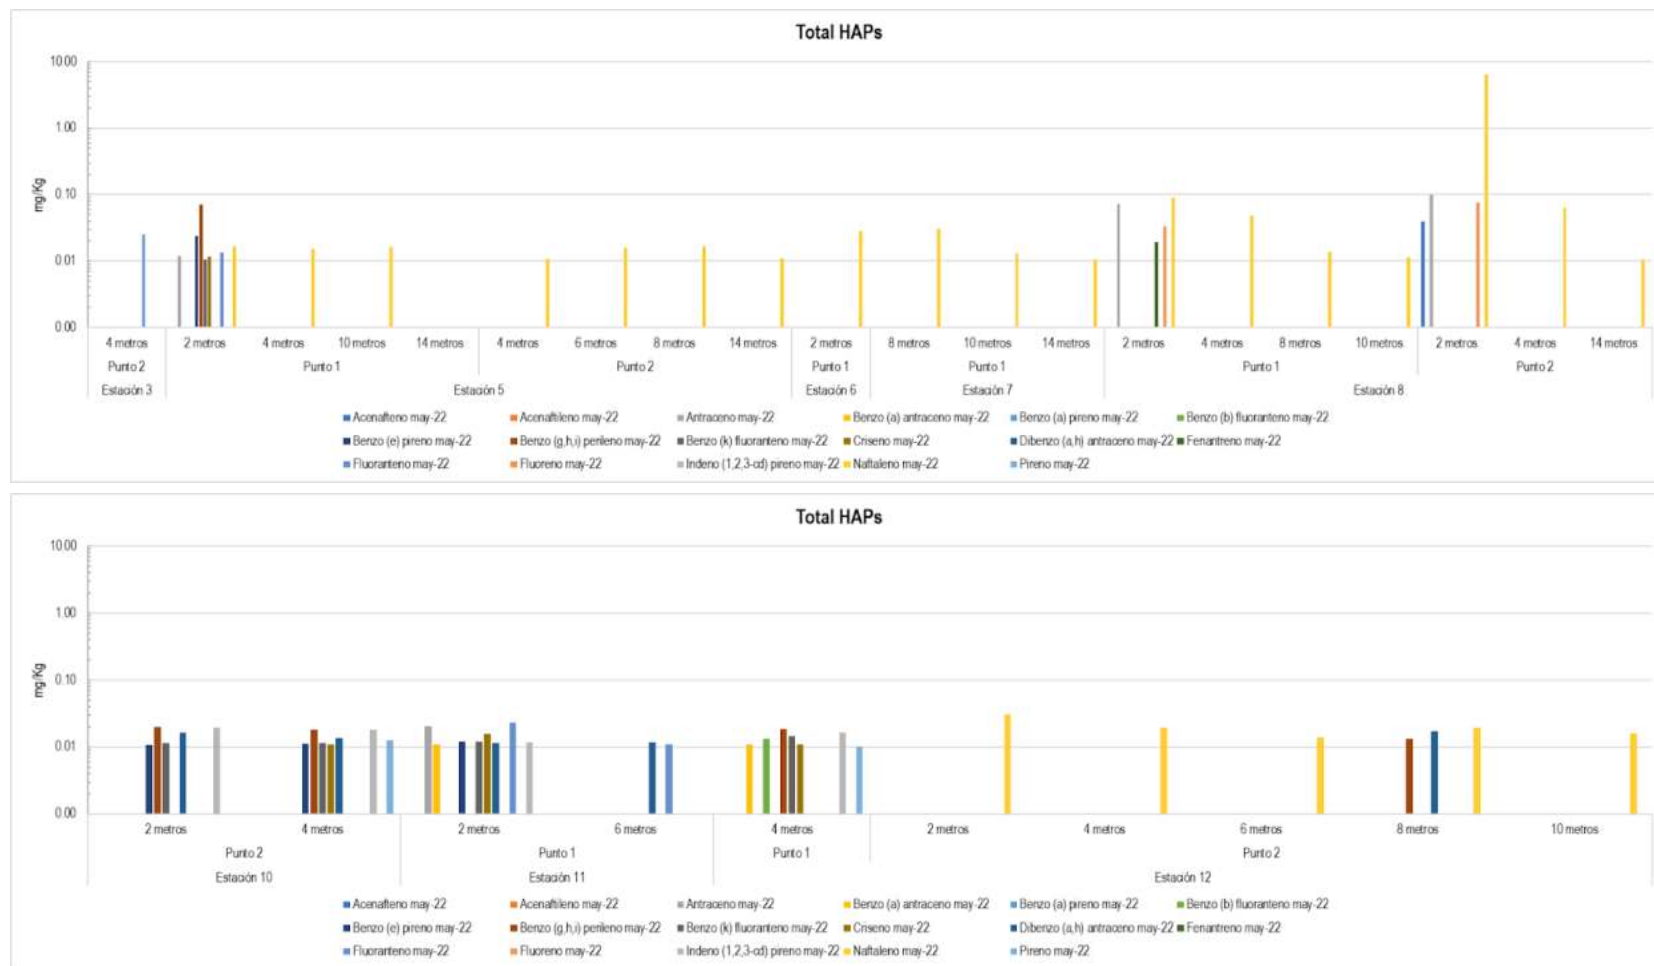 Total HAPs
10.00
1.00
0.10
0.01
0.00
mg/Kg
4 metros 2 metros 4 metros 10 metros 14 metros 4 metros 6 metros 8 metros 14 metros 2 metros 8 metros 10 metros 14 metros 2 metros 4 metros 8 metros 10 metros 2 metros 4 metros 14 metros
Punto 2 Punto 1 Punto 2 Punto 1 Punto 1 Punto 1 Punto 2
Estación 3 Estación 5 Estación 6 Estación 7 Estación 8
Acenafteno may-22 Acenaftileno may-22 Antraceno may-22 Benzo (a) antraceno may-22 Benzo (a) pireno may-22 Benzo (b) fluoranteno may-22
Benzo (e) pireno may-22 Benzo (g,h,i) perileno may-22 Benzo (k) fluoranteno may-22 Criseno may-22 Dibenzo (a,h) antraceno may-22 Fenantreno may-22
Fluoranteno may-22 Fluoreno may-22 Indeno (1,2,3-cd) pireno may-22 Naftaleno may-22 Pireno may-22
Total HAPs
10.00
1.00
0.10
0.01
0.00
mg/Kg
2 metros 4 metros 2 metros 6 metros 4 metros 2 metros 4 metros 6 metros 8 metros 10 metros
Punto 2 Punto 1 Punto 1 Punto 2
Estación 10 Estación 11 Estación 12
Acenafteno may-22 Acenaftileno may-22 Antraceno may-22 Benzo (a) antraceno may-22 Benzo (a) pireno may-22 Benzo (b) fluoranteno may-22
Benzo (e) pireno may-22 Benzo (g,h,i) perileno may-22 Benzo (k) fluoranteno may-22 Criseno may-22 Dibenzo (a,h) antraceno may-22 Fenantreno may-22
Fluoranteno may-22 Fluoreno may-22 Indeno (1,2,3-cd) pireno may-22 Naftaleno may-22 Pireno may-22